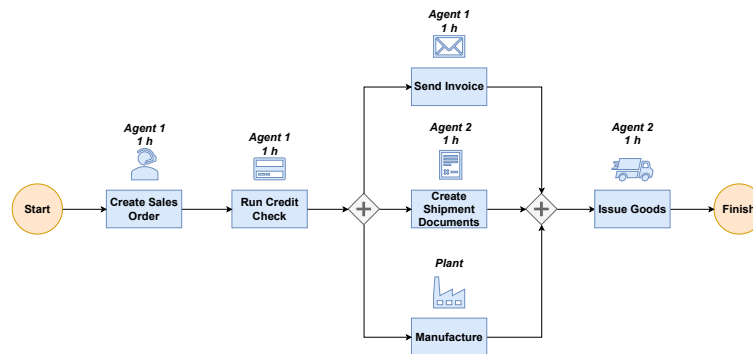 Agent 1
1 h
Send Invoice
Agent 1
1 h
Create Sales
Order
Agent 1
1 h
Run Credit
Check
Agent 2
1 h
Create
Shipment
Documents
Agent 2
1 h
Issue Goods
Start
Finish
Plant
Manufacture